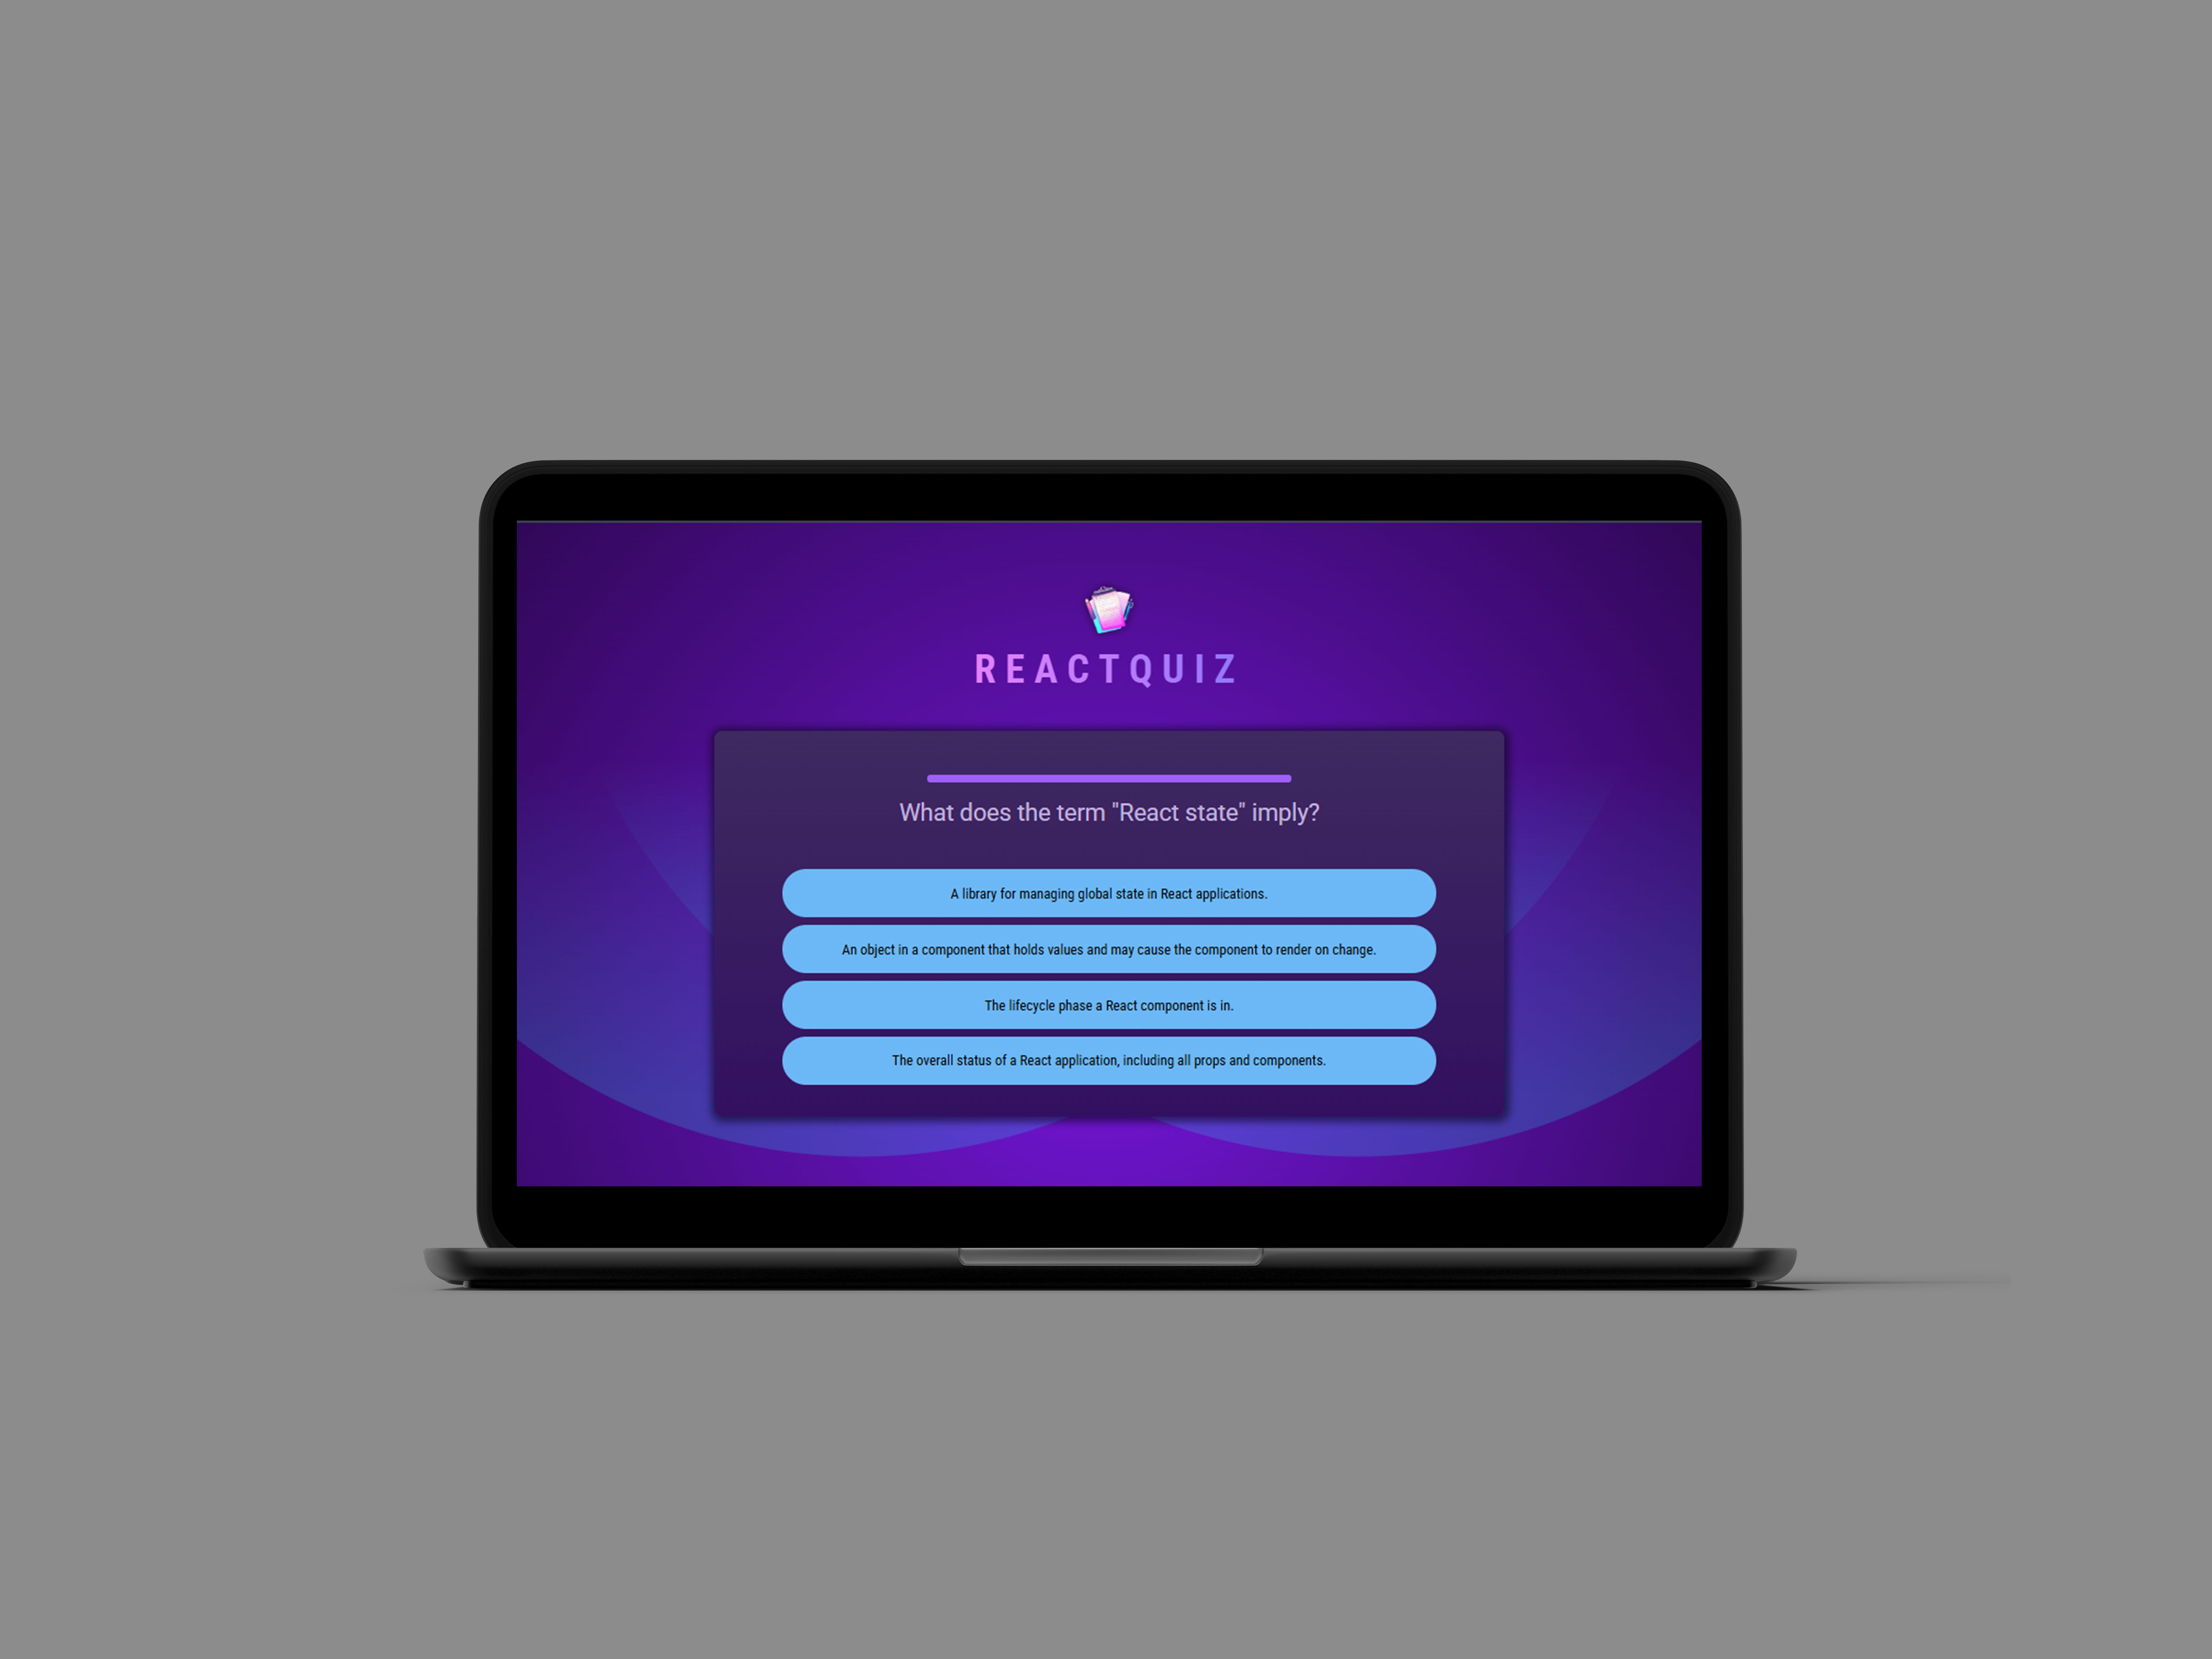 REACTQUIZ
What does the term "React state" imply?
A library for managing global state in React applications.
An object in a component that holds values and may cause the component to render on change.
The lifecycle phase a React component is in.
The overall status of a React application, including all props and components.